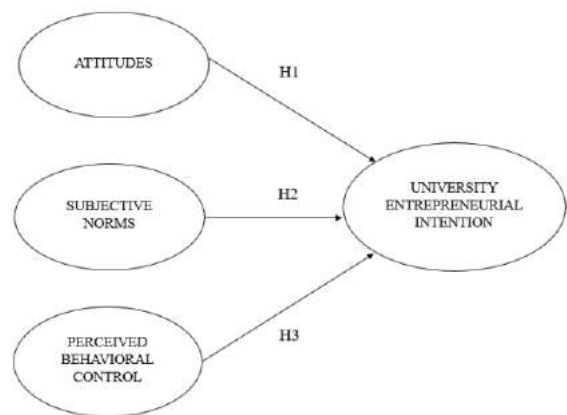 ATTITUDES
H1
SUBJECTIVE
NORMS
H2
UNIVERSITY
ENTREPRENEURIAL
INTENTION
PERCEIVED
BEHAVIORAL
CONTROL
H3